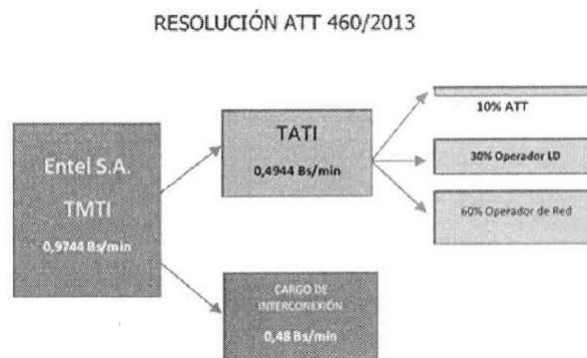 RESOLUCIÓN ATT 460/2013
Entel S.A.
TMTI
0,9744 Bs/min
TATI
0,4944 Bs/min
10% ATT
30% Operador LD
60% Operador de Red
CARGO DE
INTERCONEXIÓN
0,48 Bs/min